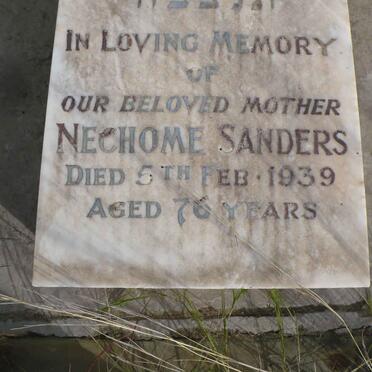 In Loving Memory
of
our beloved mother
Nechome Sanders
Died 5th Feb. 1939
Aged 76 years